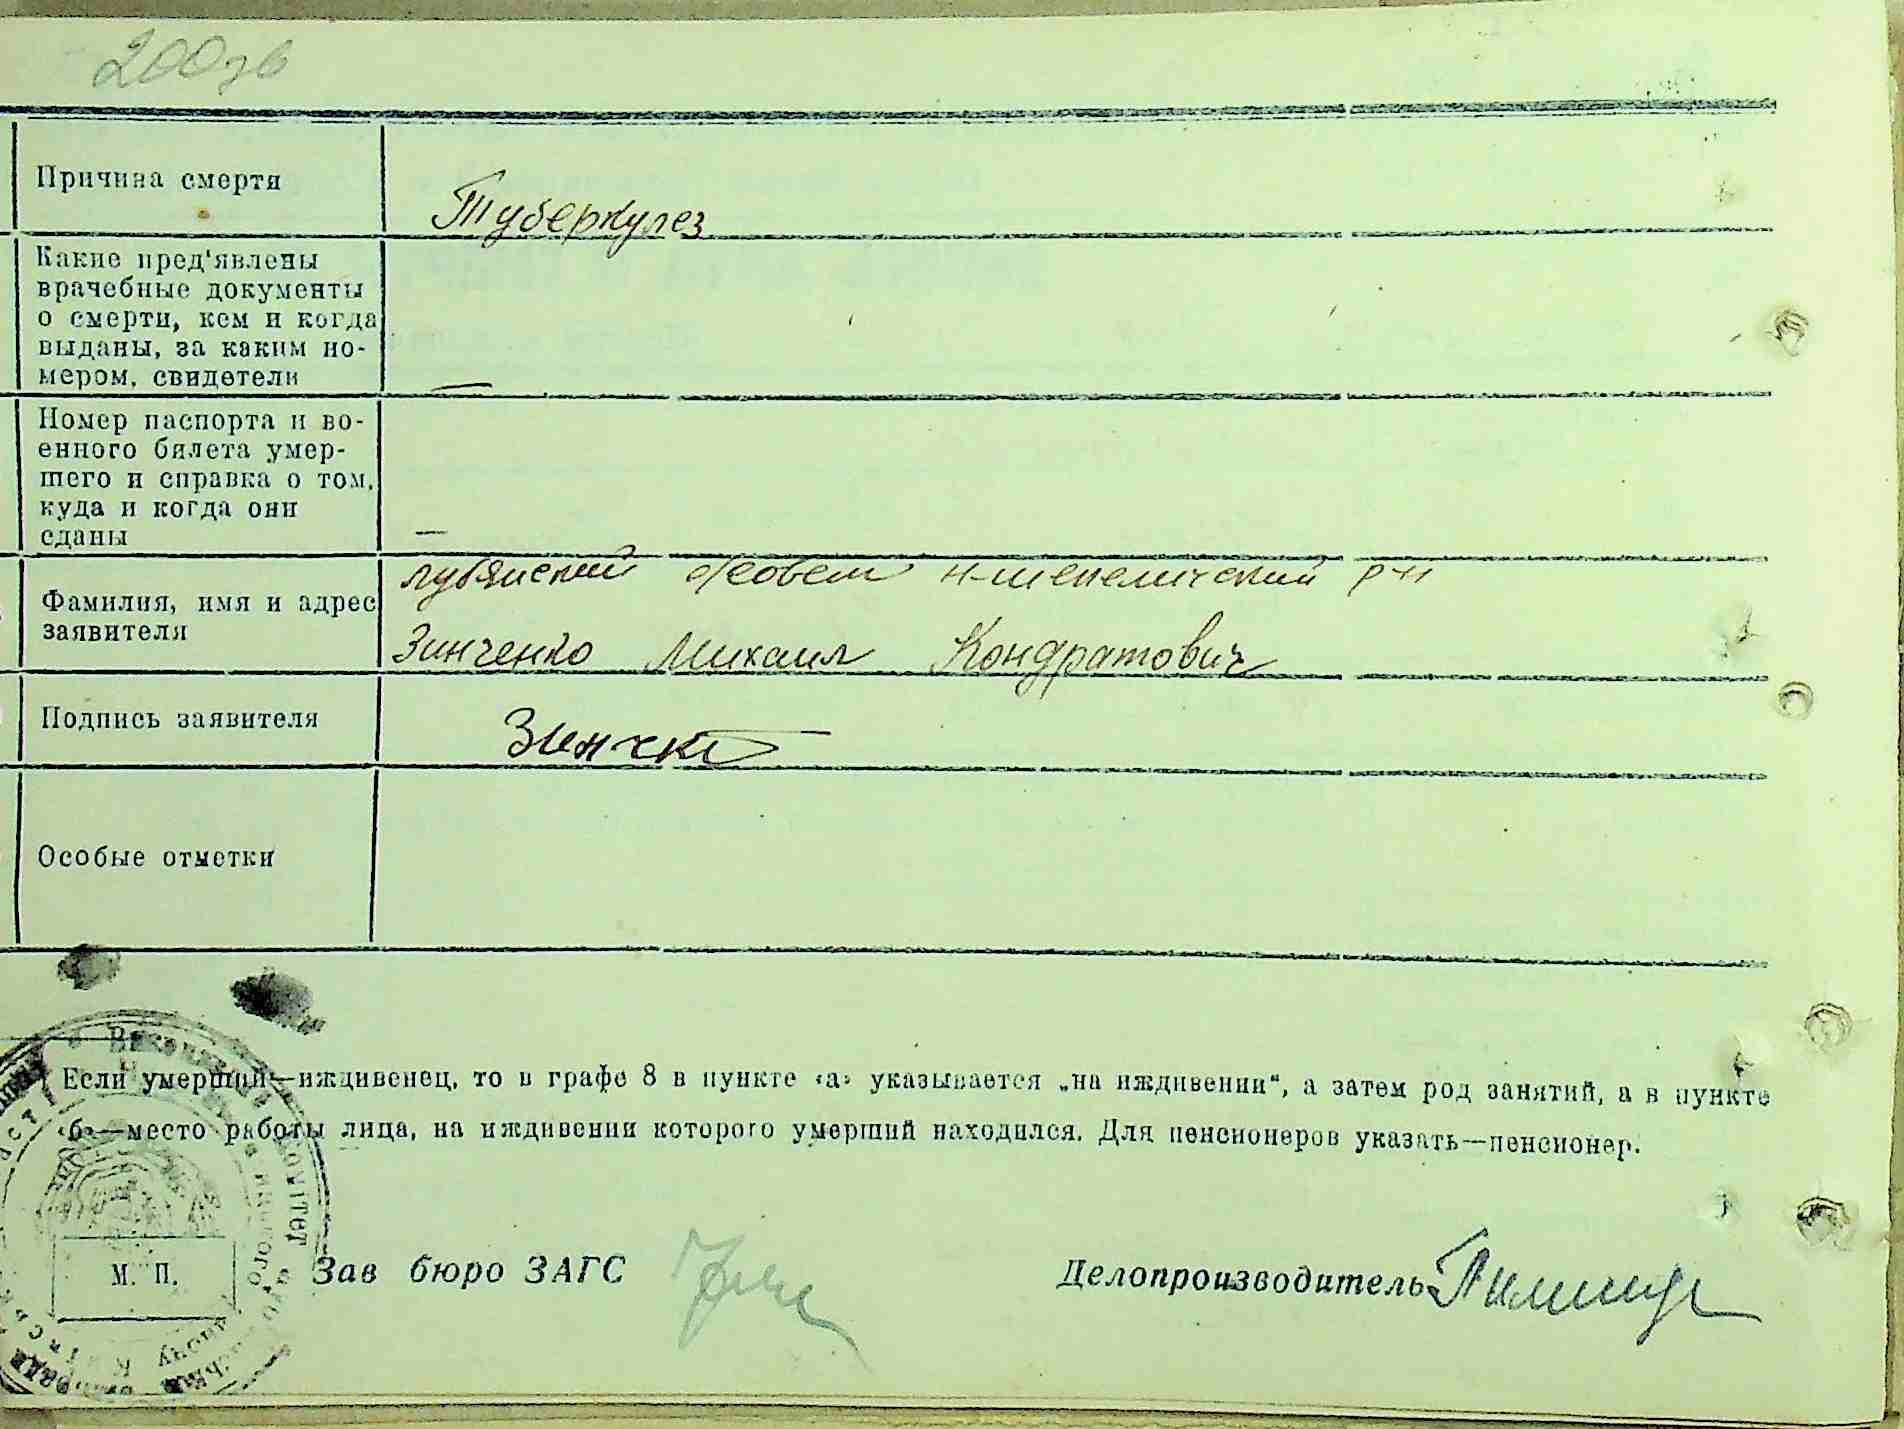 200зв
Причина смерти
Туберкулез
Какие пред'явлены
врачебные документы
о смерти, кем и когда
выданы, за каким но-
мером, свидетели
—
Номер паспорта и во-
енного билета умер-
шего и справка о том,
куда и когда они
сданы
—
Фамилия, имя и адрес
заявителя
Лубянский с/совет Н-Шепелический р-н
Зинченко Михаил Кондратович
Подпись заявителя
Особые отметки
Если умерший—иждивенец, то в графе 8 в пункте «а» указывается „на иждивении“, а затем род занятий, а в пункте
«б»—место работы лица, на иждивении которого умерший находился. Для пенсионеров указать—пенсионер.
М. П.
Зав бюро ЗАГС
Делопроизводитель